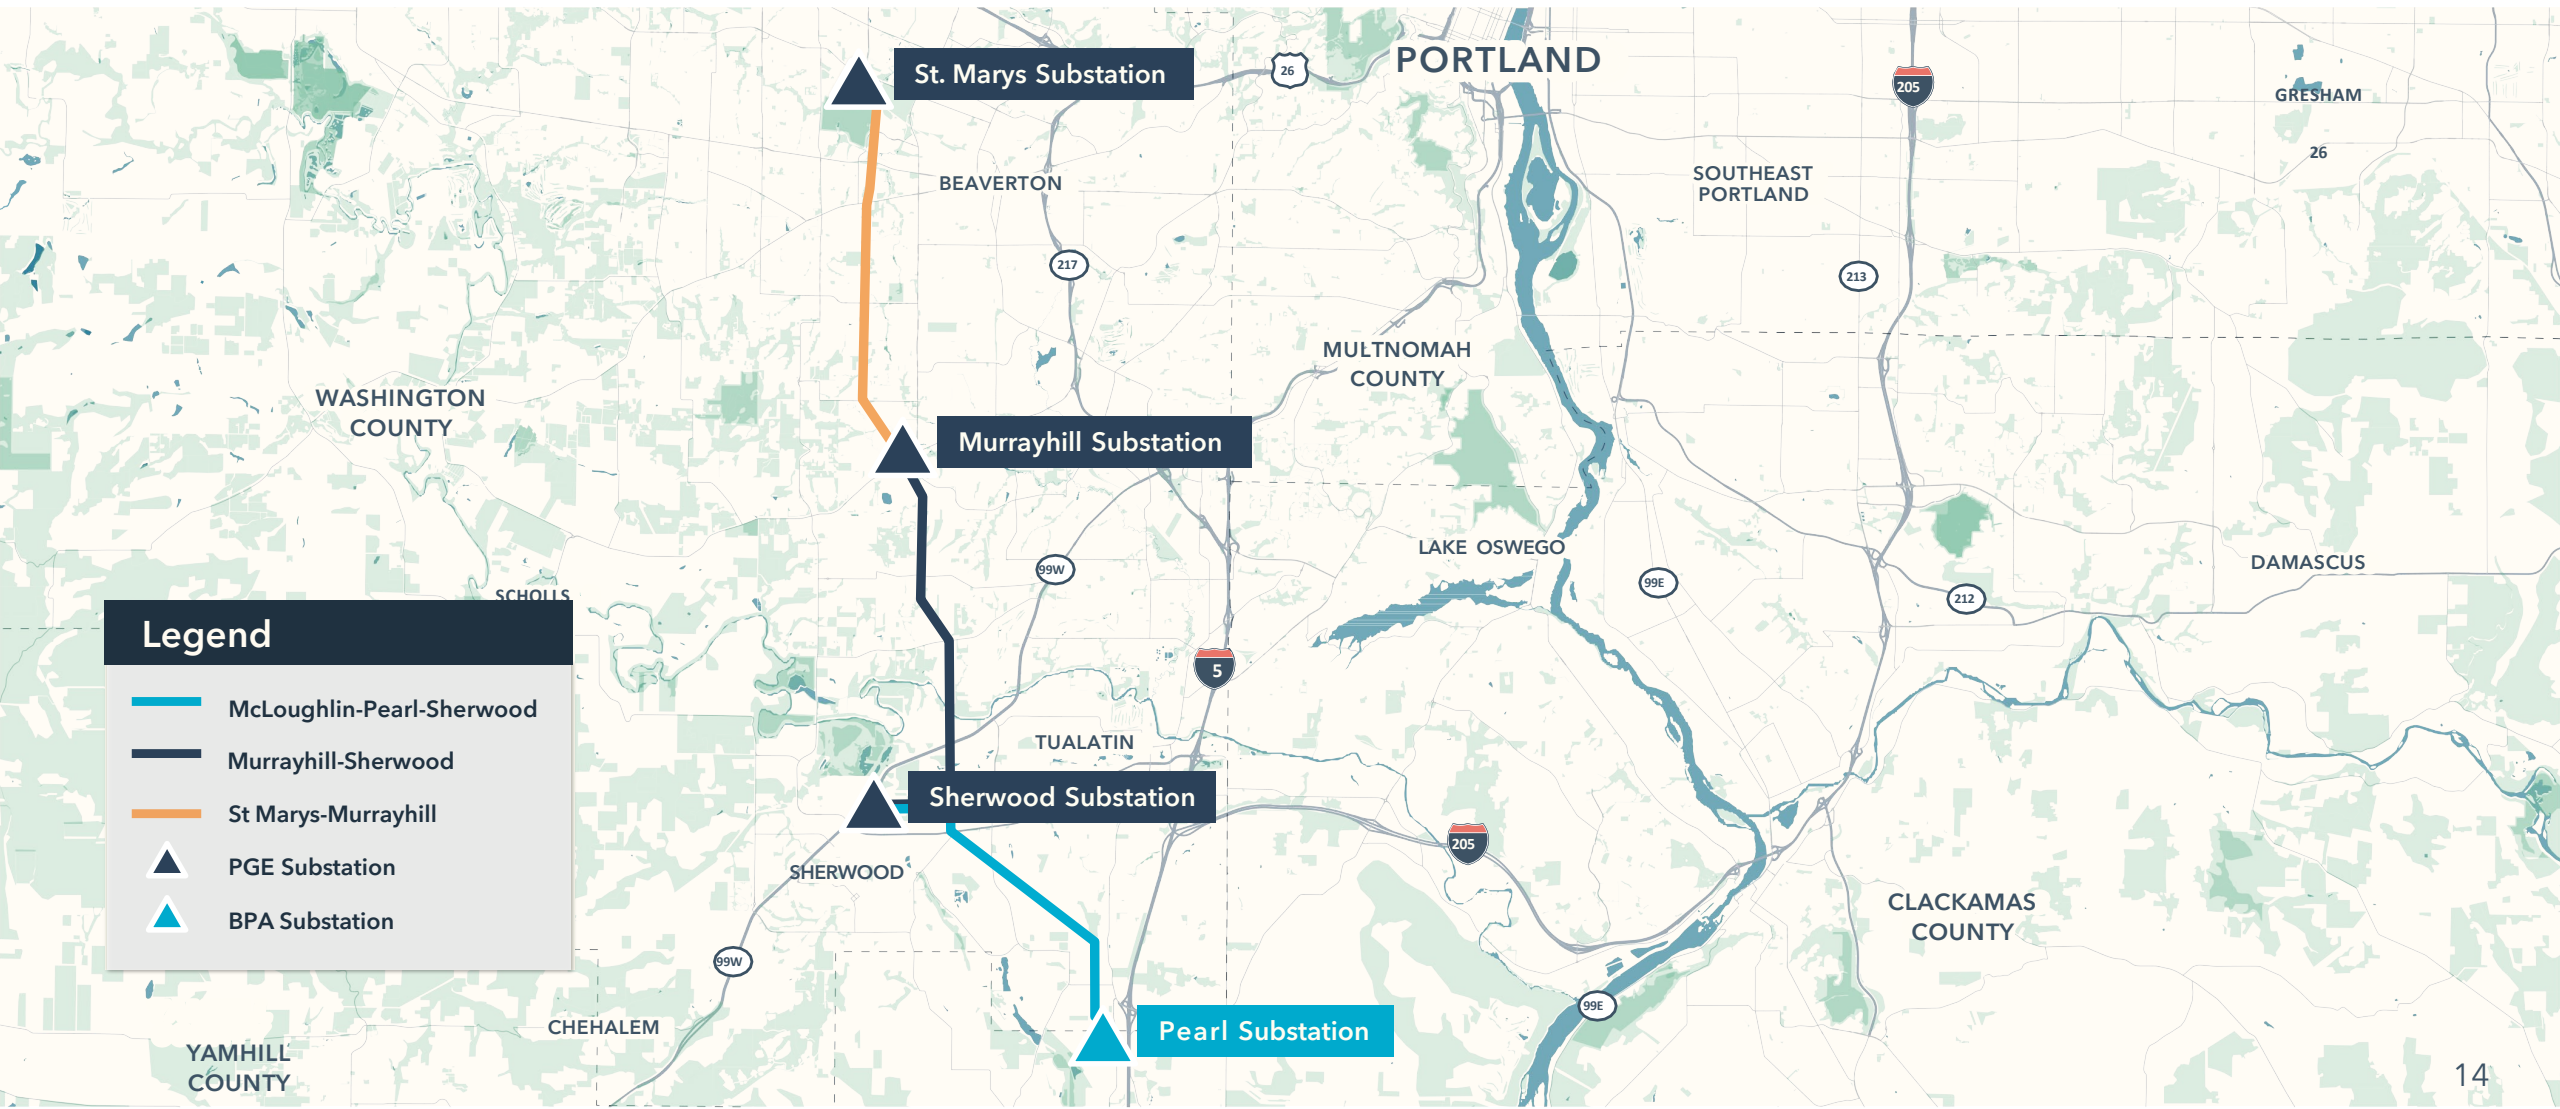 PORTLAND
St. Marys Substation
26
205
GRESHAM
26
BEAVERTON
SOUTHEAST
PORTLAND
217
213
MULTNOMAH
COUNTY
WASHINGTON
COUNTY
Murrayhill Substation
LAKE OSWEGO
99W
99E
DAMASCUS
212
SCHOLLS
Legend
McLoughlin-Pearl-Sherwood
Murrayhill-Sherwood
St Marys-Murrayhill
PGE Substation
BPA Substation
5
TUALATIN
Sherwood Substation
205
SHERWOOD
CLACKAMAS
COUNTY
99W
99E
CHEHALEM
Pearl Substation
YAMHILL
COUNTY
14